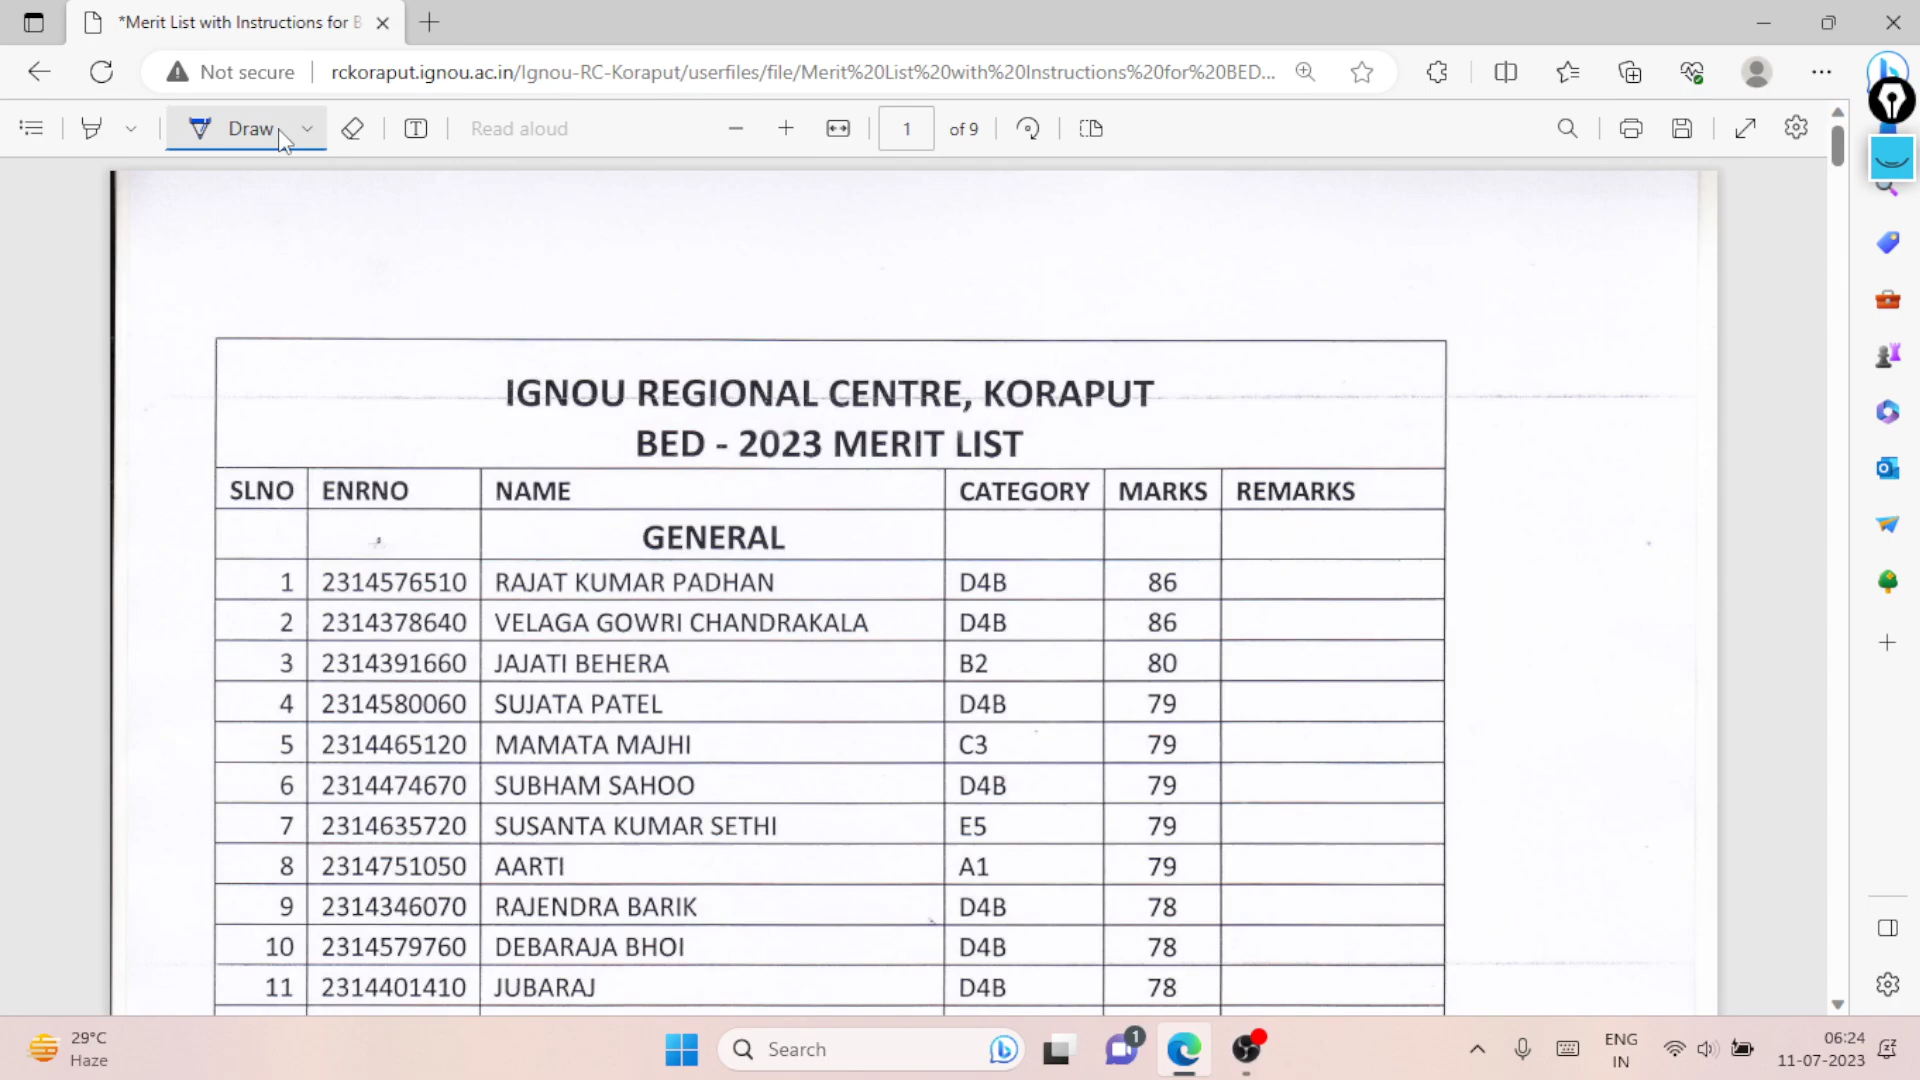 *Merit List with Instructions for B
Not secure
rckoraput.ignou.ac.in/Ignou-RC-Koraput/userfiles/file/Merit%20List%20with%20Instructions%20for%20BED...
Draw
Read aloud
1 of 9
IGNOU REGIONAL CENTRE, KORAPUT
BED - 2023 MERIT LIST
SLNO ENRNO NAME CATEGORY MARKS REMARKS
GENERAL
1 2314576510 RAJAT KUMAR PADHAN D4B 86
2 2314378640 VELAGA GOWRI CHANDRAKALA D4B 86
3 2314391660 JAJATI BEHERA B2 80
4 2314580060 SUJATA PATEL D4B 79
5 2314465120 MAMATA MAJHI C3 79
6 2314474670 SUBHAM SAHOO D4B 79
7 2314635720 SUSANTA KUMAR SETHI E5 79
8 2314751050 AARTI A1 79
9 2314346070 RAJENDRA BARIK D4B 78
10 2314579760 DEBARAJA BHOI D4B 78
11 2314401410 JUBARAJ D4B 78
29°C
Haze
Search
1
ENG
IN
06:24
11-07-2023